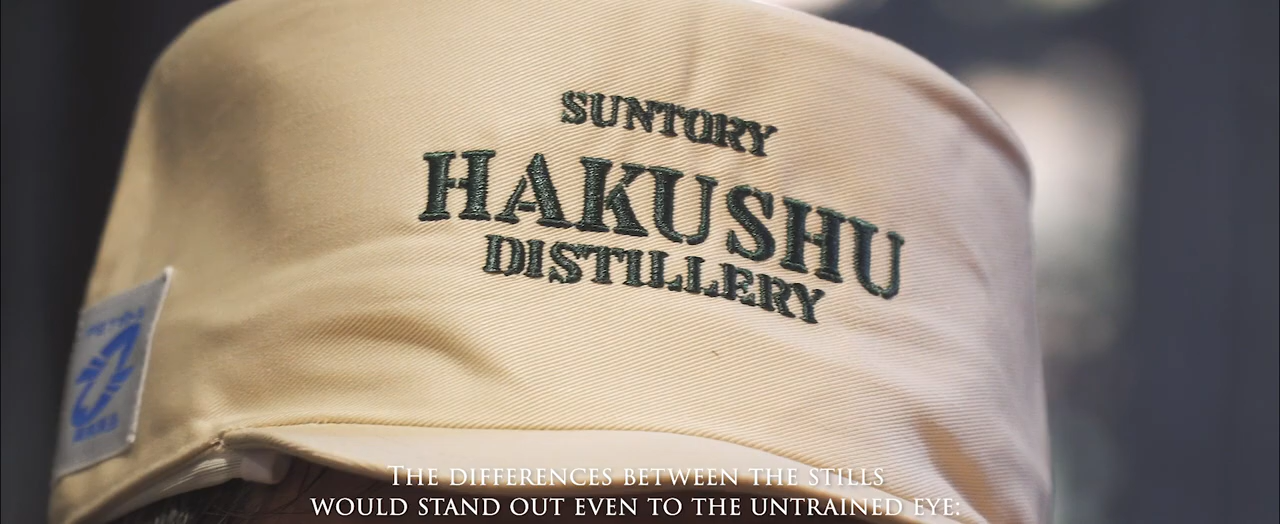 SUNTORY
HAKUSHU
DISTILLERY
THE DIFFERENCES BETWEEN THE STILLS
WOULD STAND OUT EVEN TO THE UNTRAINED EYE: